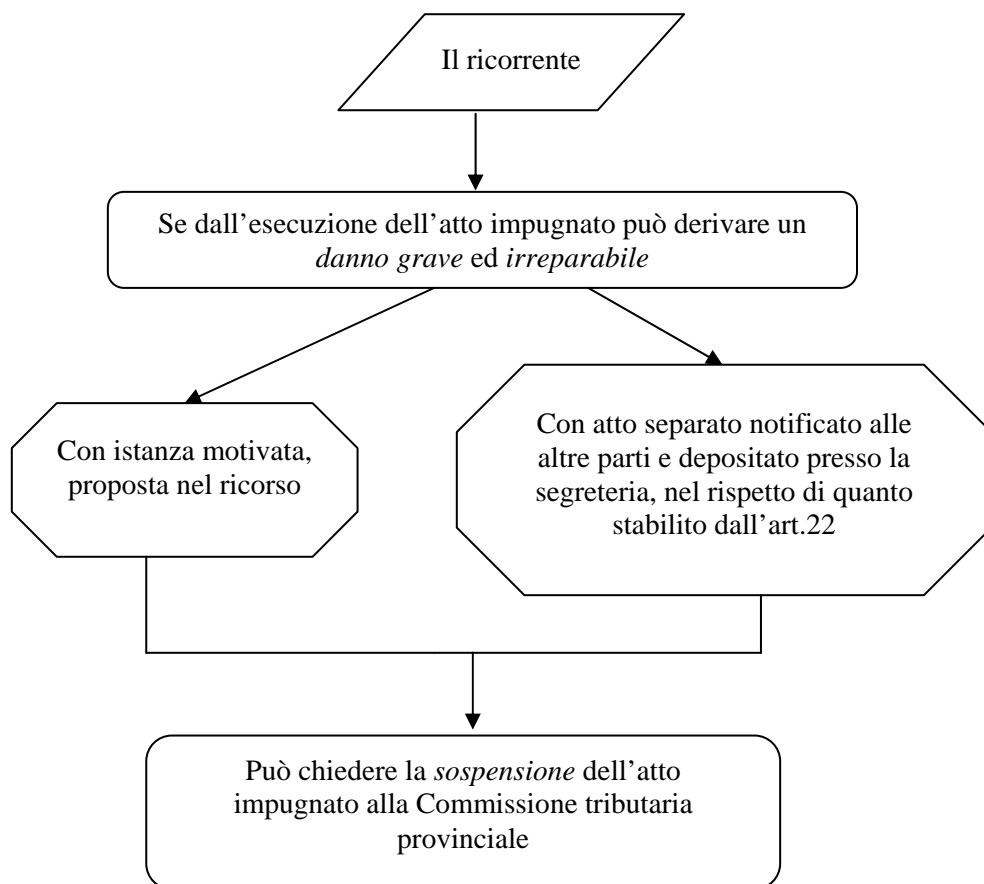 Il ricorrente
Se dall’esecuzione dell’atto impugnato può derivare un
danno grave ed irreparabile
Con istanza motivata,
proposta nel ricorso
Con atto separato notificato alle
altre parti e depositato presso la
segreteria, nel rispetto di quanto
stabilito dall’art.22
Può chiedere la sospensione dell’atto
impugnato alla Commissione tributaria
provinciale